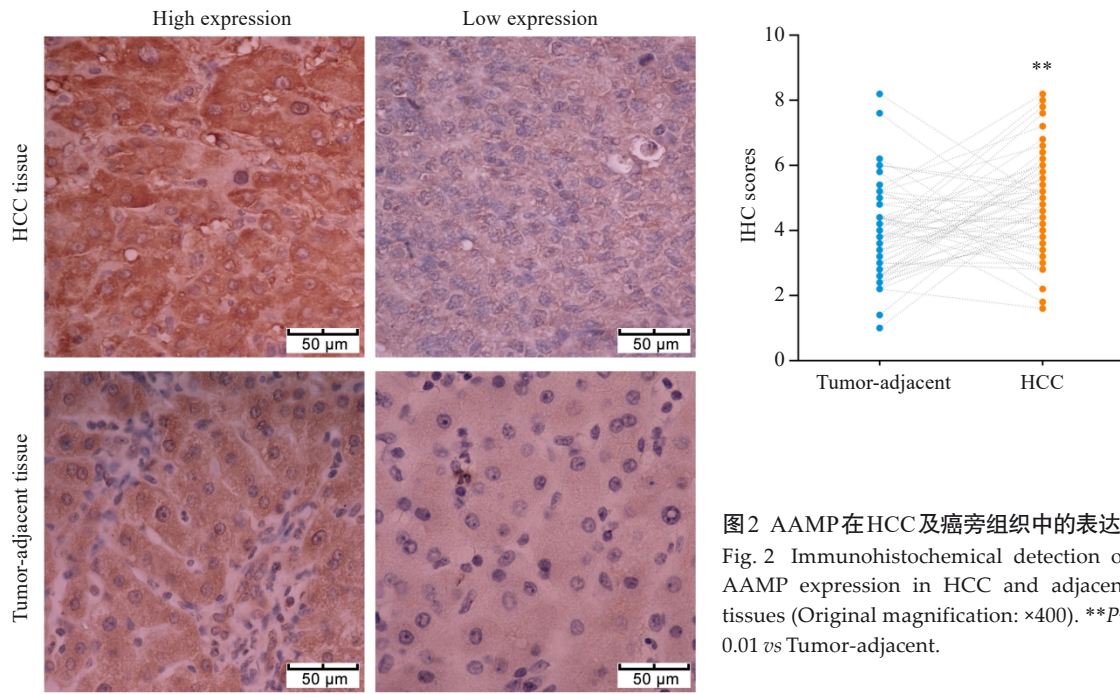 High expression
Low expression
HCC tissue
50 μm
50 μm
Tumor-adjacent tissue
50 μm
50 μm
IHC scores
10
8
6
4
2
0
**
Tumor-adjacent
HCC
图2 AAMP在HCC及癌旁组织中的表达
Fig. 2 Immunohistochemical detection o
AAMP expression in HCC and adjacen
tissues (Original magnification: ×400). **P
0.01 vs Tumor-adjacent.